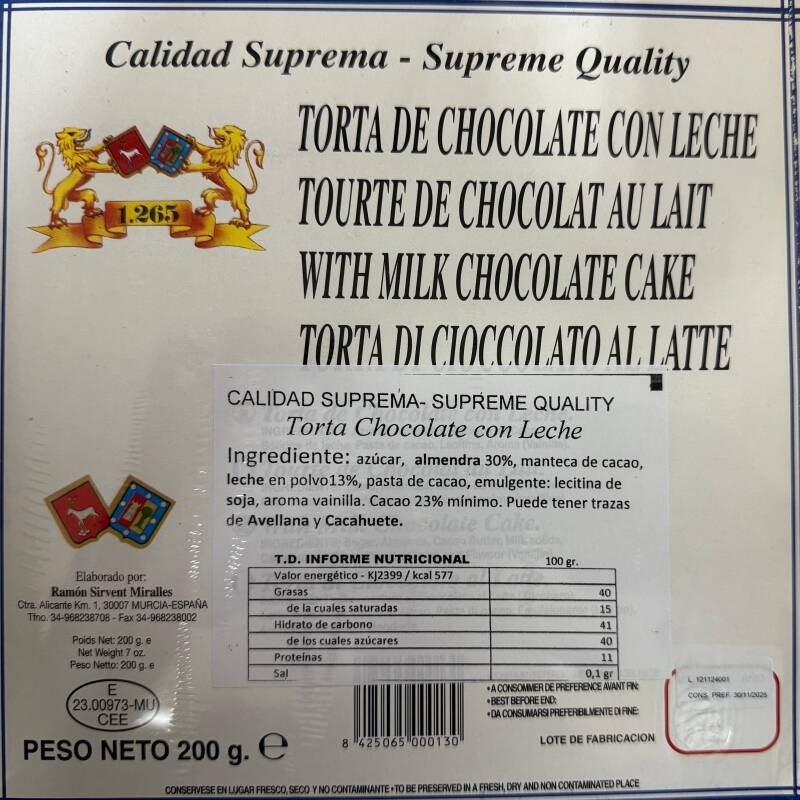 Calidad Suprema - Supreme Quality
TORTA DE CHOCOLATE CON LECHE
TOURTE DE CHOCOLAT AU LAIT
WITH MILK CHOCOLATE CAKE
TORTA DI CIOCCOLATO AL LATTE
1.265
CALIDAD SUPREMA- SUPREME QUALITY
Torta Chocolate con Leche
Ingrediente: azúcar, almendra 30%, manteca de cacao,
leche en polvo13%, pasta de cacao, emulgente: lecitina de
soja, aroma vainilla. Cacao 23% mínimo. Puede tener trazas
de Avellana y Cacahuete.
T.D. INFORME NUTRICIONAL 100 gr.
Valor energético - KJ2399 / kcal 577
Grasas 40
de la cuales saturadas 15
Hidrato de carbono 41
de los cuales azúcares 40
Proteínas 11
Sal 0,1 gr
Elaborado por:
Ramón Sirvent Miralles
Ctra. Alicante Km. 1, 30007 MURCIA-ESPAÑA
Tfno. 34-968238708 - Fax 34-968238002
Poids Net: 200 g. e
Net Weight 7 oz.
Peso Netto: 200 g. e
E
23.00973-MU
CEE
PESO NETO 200 g. e
8 425065 000130
• A CONSOMMER DE PREFERENCE AVANT FIN:
• BEST BEFORE END:
• DA CONSUMARSI PREFERIBILMENTE DI FINE:
LOTE DE FABRICACION
L 121124001
CONS. PREF. 30/11/2025
CONSERVESE EN LUGAR FRESCO, SECO Y NO CONTAMINANTE • TO BE PRESERVED IN A FRESH, DRY AND NON CONTAMINATED PLACE